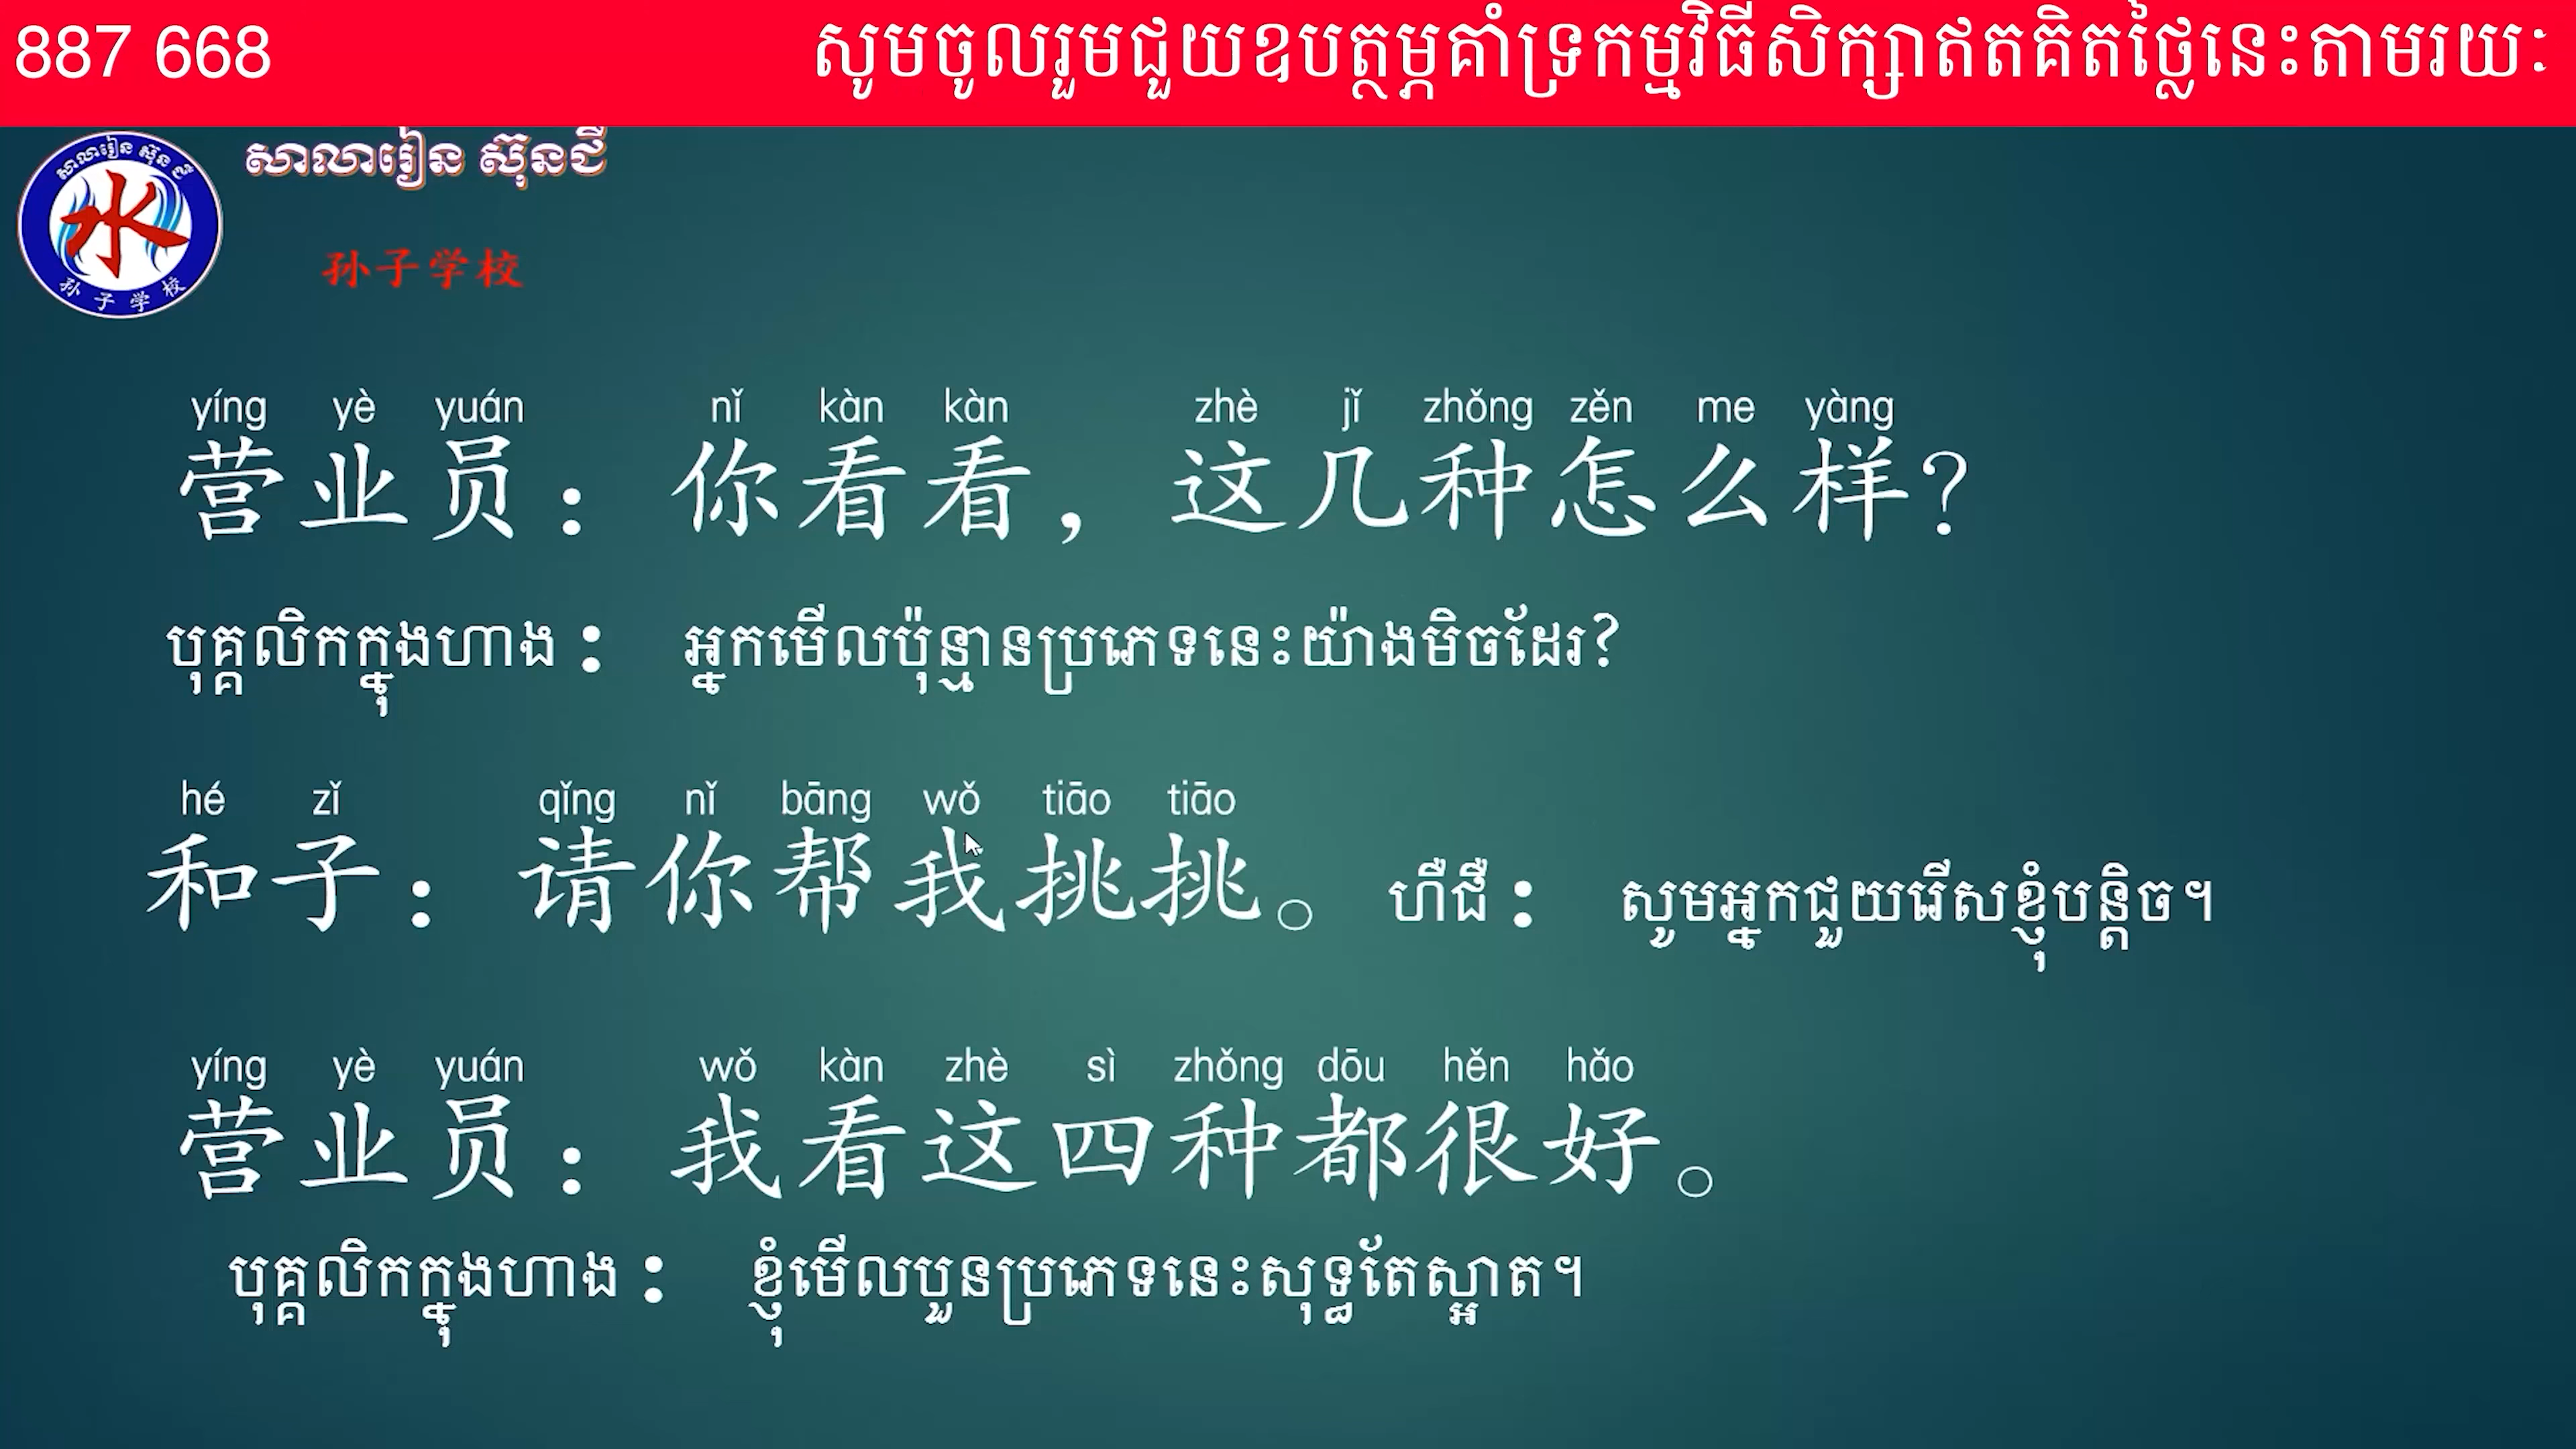 887 668 សូមចូលរួមជួយឧបត្ថម្ភគាំទ្រកម្មវិធីសិក្សាឥតគិតថ្លៃនេះតាមរយៈ
សាលារៀន ស៊ុនជឺ
水
孙子学校
孙子学校
yíng yè yuán nǐ kàn kàn zhè jǐ zhǒng zěn me yàng
营业员：你看看，这几种怎么样？
បុគ្គលិកក្នុងហាង： អ្នកមើលប៉ុន្មានប្រភេទនេះយ៉ាងមិចដែរ?
hé zǐ qǐng nǐ bāng wǒ tiāo tiāo
和子：请你帮我挑挑。 ហឺជឺ： សូមអ្នកជួយរើសខ្ញុំបន្តិច។
yíng yè yuán wǒ kàn zhè sì zhǒng dōu hěn hǎo
营业员：我看这四种都很好。
បុគ្គលិកក្នុងហាង： ខ្ញុំមើលបួនប្រភេទនេះសុទ្ធតែស្អាត។